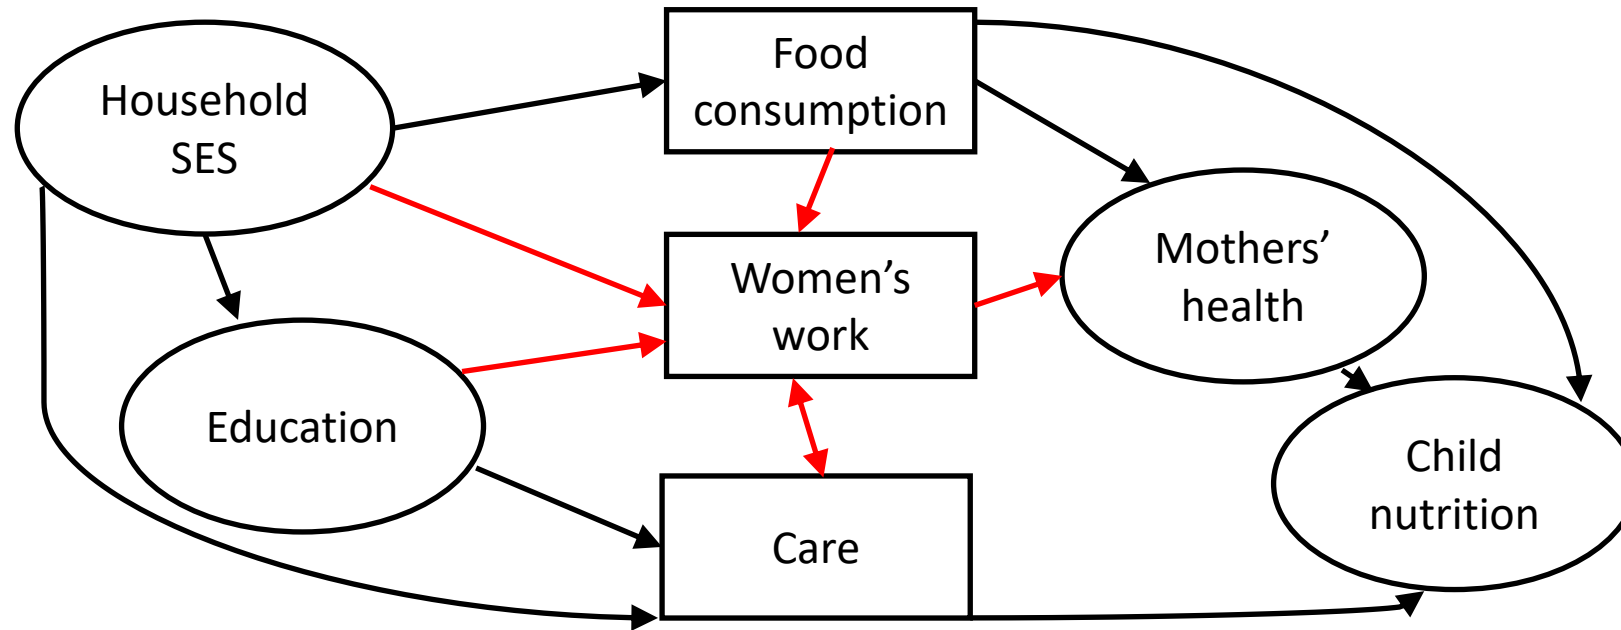 Household
SES
Food
consumption
Women’s
work
Mothers’
health
Education
Care
Child
nutrition